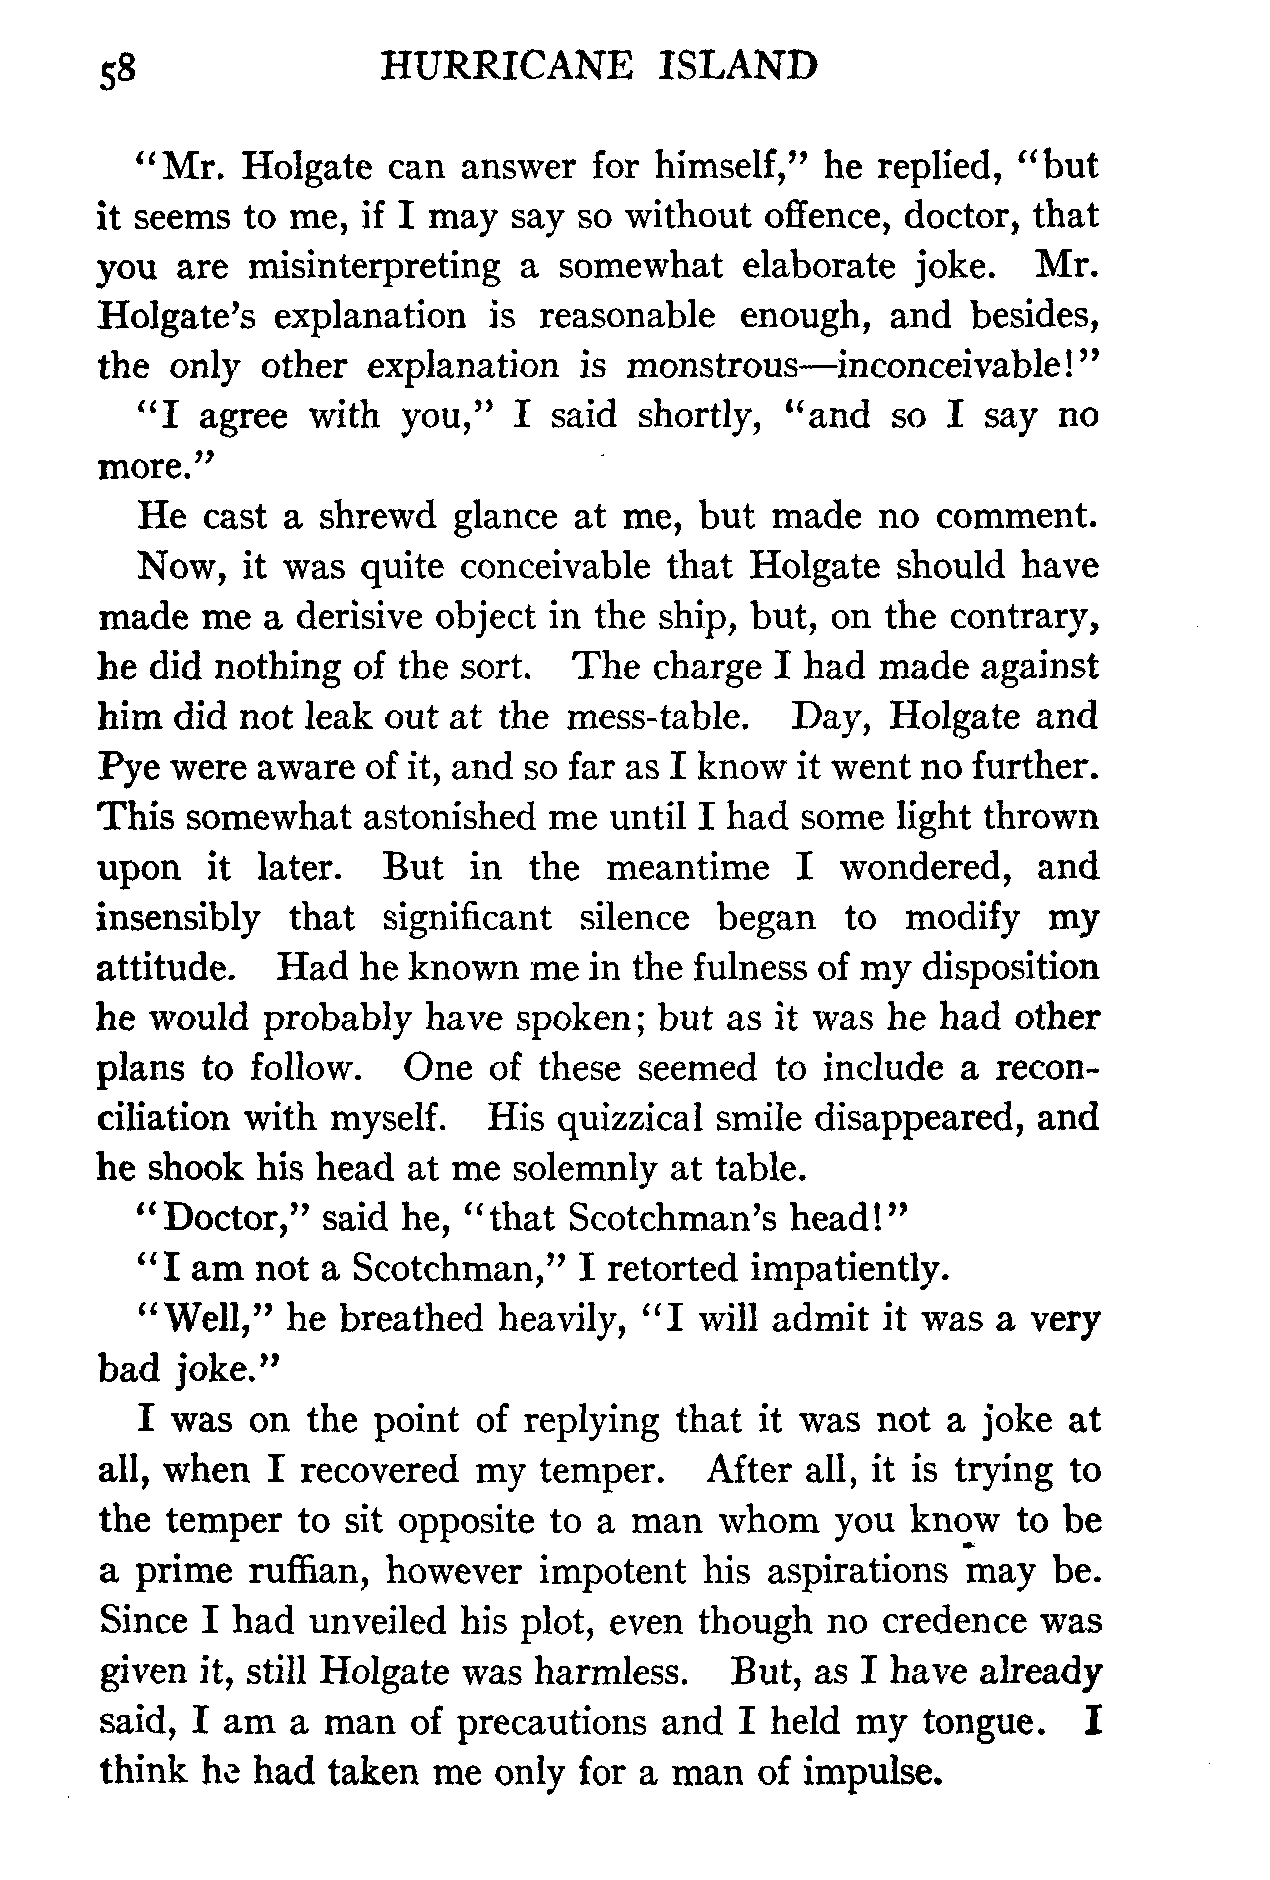 58 HURRICANE ISLAND
“Mr. Holgate can answer for himself,” he replied, “but
it seems to me, if I may say so without offence, doctor, that
you are misinterpreting a somewhat elaborate joke. Mr.
Holgate’s explanation is reasonable enough, and besides,
the only other explanation is monstrous—inconceivable!”
“I agree with you,” I said shortly, “and so I say no
more.”
He cast a shrewd glance at me, but made no comment.
Now, it was quite conceivable that Holgate should have
made me a derisive object in the ship, but, on the contrary,
he did nothing of the sort. The charge I had made against
him did not leak out at the mess-table. Day, Holgate and
Pye were aware of it, and so far as I know it went no further.
This somewhat astonished me until I had some light thrown
upon it later. But in the meantime I wondered, and
insensibly that significant silence began to modify my
attitude. Had he known me in the fulness of my disposition
he would probably have spoken; but as it was he had other
plans to follow. One of these seemed to include a recon-
ciliation with myself. His quizzical smile disappeared, and
he shook his head at me solemnly at table.
“Doctor,” said he, “that Scotchman’s head!”
“I am not a Scotchman,” I retorted impatiently.
“Well,” he breathed heavily, “I will admit it was a very
bad joke.”
I was on the point of replying that it was not a joke at
all, when I recovered my temper. After all, it is trying to
the temper to sit opposite to a man whom you know to be
a prime ruffian, however impotent his aspirations may be.
Since I had unveiled his plot, even though no credence was
given it, still Holgate was harmless. But, as I have already
said, I am a man of precautions and I held my tongue. I
think he had taken me only for a man of impulse.